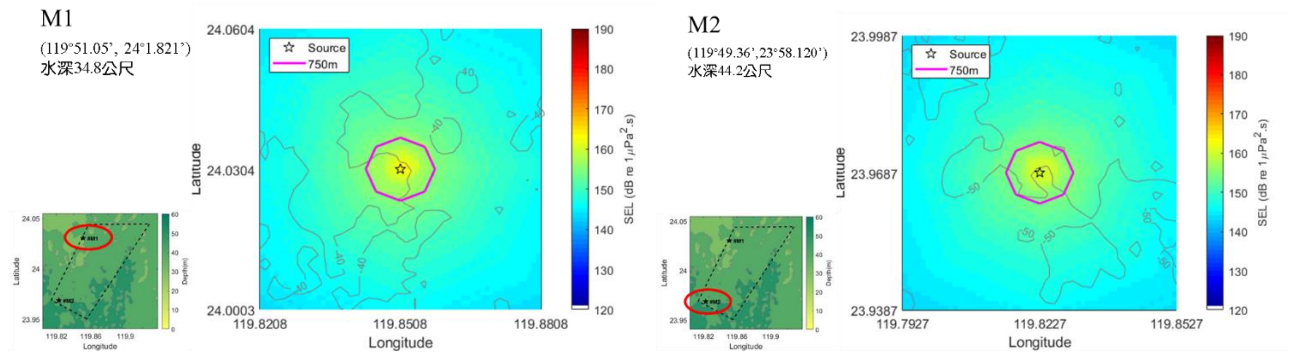 M1
(119°51.05’, 24°1.821’)
水深34.8公尺
24.0604
24.0304
24.0003
119.8208
119.8508
119.8808
Latitude
Longitude
Source
750m
-40
-40
-40
-40
-40
-40
190
180
170
160
150
140
130
120
SEL (dB re 1 μPa².s)
24.05
24
23.95
119.82
119.86
119.9
Latitude
Longitude
#M1
#M2
60
50
40
30
20
10
0
Depth(m)
M2
(119°49.36’,23°58.120’)
水深44.2公尺
23.9987
23.9687
23.9387
119.7927
119.8227
119.8527
Latitude
Longitude
Source
750m
-50
-50
-50
-50
190
180
170
160
150
140
130
120
SEL (dB re 1 μPa².s)
24.05
24
23.95
119.82
119.86
119.9
Latitude
Longitude
#M1
#M2
60
50
40
30
20
10
0
Depth(m)